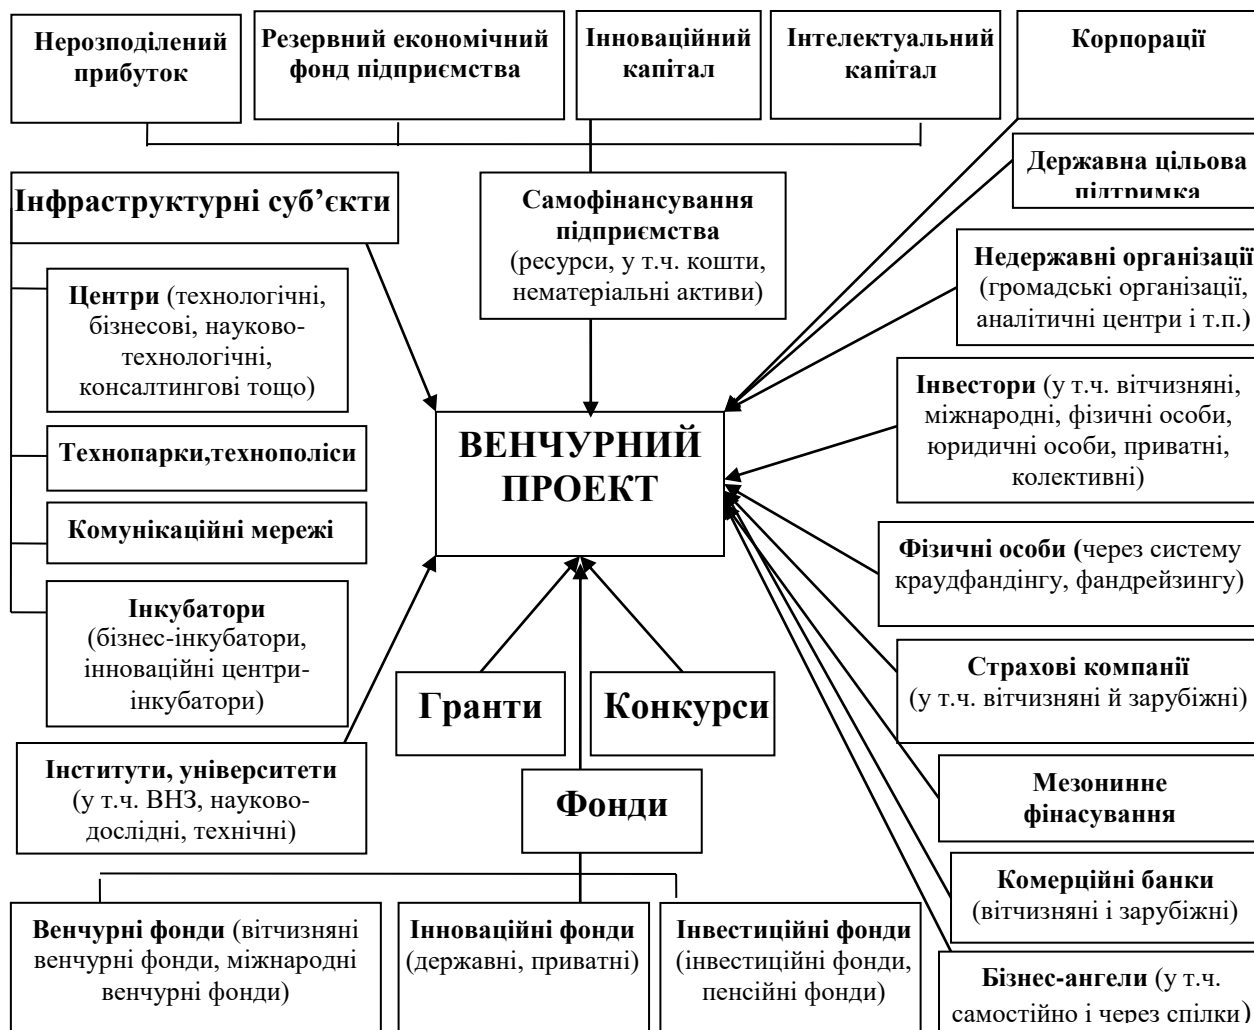 Нерозподілений
прибуток
Резервний економічний
фонд підприємства
Інноваційний
капітал
Інтелектуальний
капітал
Корпорації
Державна цільова
підтримка
Інфраструктурні суб’єкти
Самофінансування
підприємства
(ресурси, у т.ч. кошти,
нематеріальні активи)
Недержавні організації
(громадські організації,
аналітичні центри і т.п.)
Центри (технологічні,
бізнесові, науково-
технологічні,
консалтингові тощо)
Інвестори (у т.ч. вітчизняні,
міжнародні, фізичні особи,
юридичні особи, приватні,
колективні)
ВЕНЧУРНИЙ
ПРОЕКТ
Технопарки,технополіси
Комунікаційні мережі
Фізичні особи (через систему
краудфандінгу, фандрейзингу)
Інкубатори
(бізнес-інкубатори,
інноваційні центри-
інкубатори)
Страхові компанії
(у т.ч. вітчизняні й зарубіжні)
Гранти
Конкурси
Інститути, університети
(у т.ч. ВНЗ, науково-
дослідні, технічні)
Фонди
Мезонинне
фінасування
Комерційні банки
(вітчизняні і зарубіжні)
Венчурні фонди (вітчизняні
венчурні фонди, міжнародні
венчурні фонди)
Інноваційні фонди
(державні, приватні)
Інвестиційні фонди
(інвестиційні фонди,
пенсійні фонди)
Бізнес-ангели (у т.ч.
самостійно і через спілки)